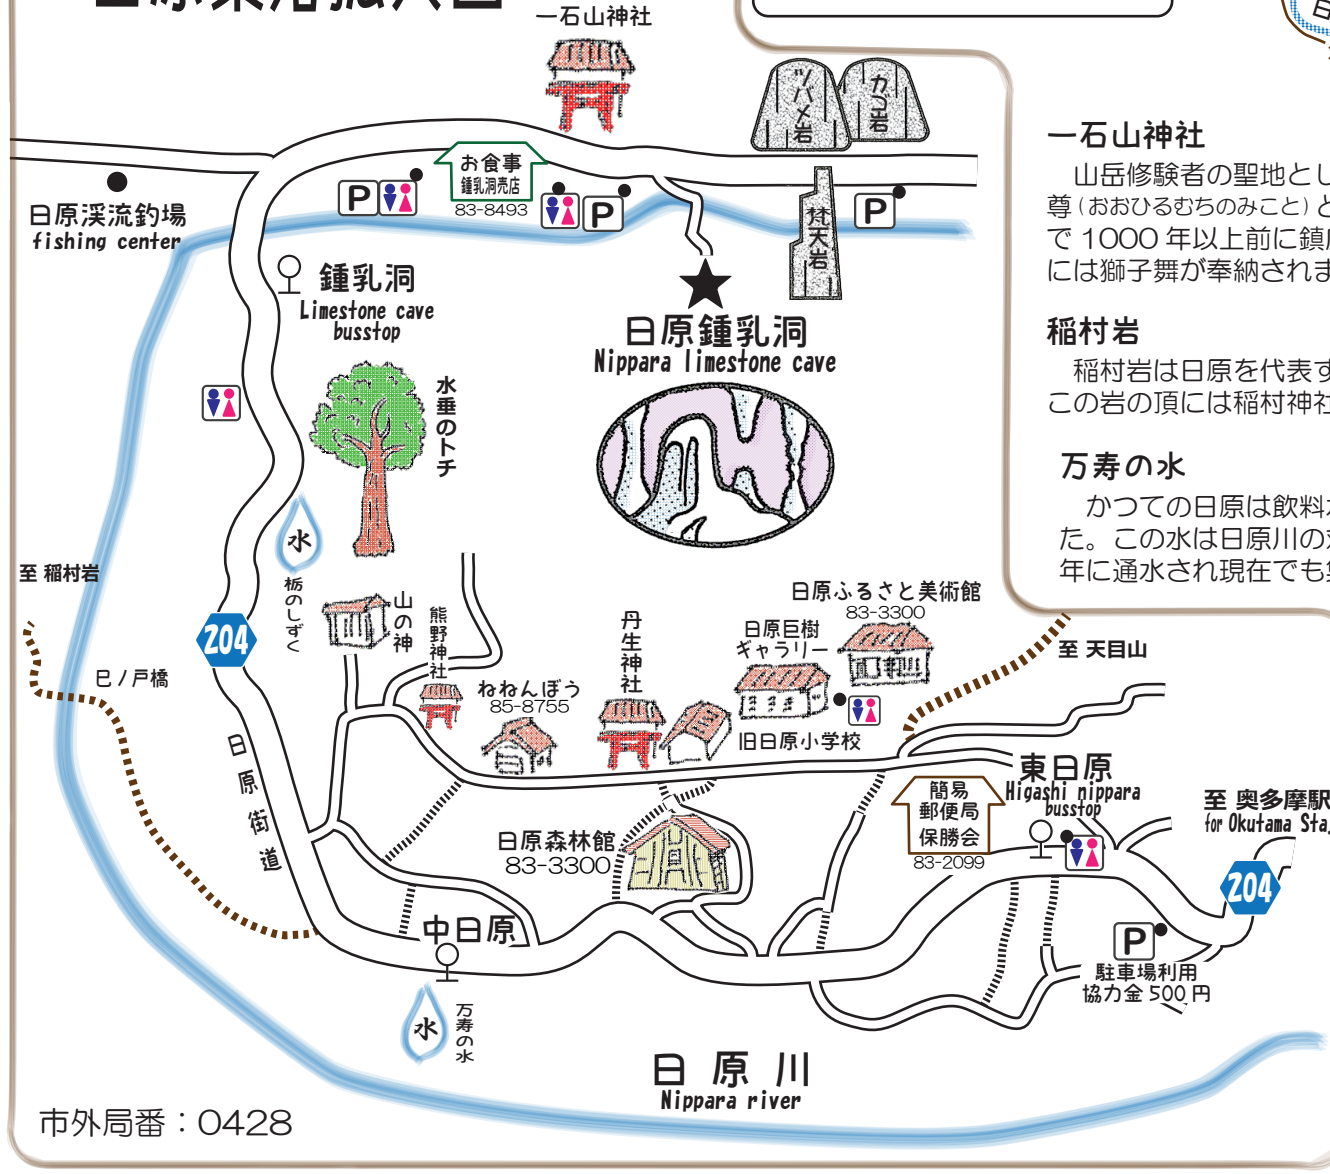 一石山神社
ツバメ岩
カゴ岩
お食事
鍾乳洞売店
83-8493
P
P
P
梵天岩
日原渓流釣場
fishing center
鍾乳洞
Limestone cave
busstop
日原鍾乳洞
Nippara limestone cave
水垂のトチ
水
栃のしずく
至 稲村岩
204
巳ノ戸橋
日原街道
山の神
熊野神社
ねねんぼう
85-8755
丹生神社
日原ふるさと美術館
83-3300
日原巨樹
ギャラリー
旧日原小学校
至 天目山
簡易
郵便局
保勝会
83-2099
東日原
Higashi nippara
busstop
至 奥多摩駅
for Okutama Sta.
204
日原森林館
83-3300
中日原
水
万寿の水
P
駐車場利用
協力金500円
日原川
Nippara river
市外局番：0428
一石山神社
山岳修験者の聖地とし
尊(おおひるむちのみこと)と
で1000年以上前に鎮
には獅子舞が奉納されま
稲村岩
稲村岩は日原を代表す
この岩の頂には稲村神社
万寿の水
かつての日原は飲料
た。この水は日原川の
年に通水され現在でも